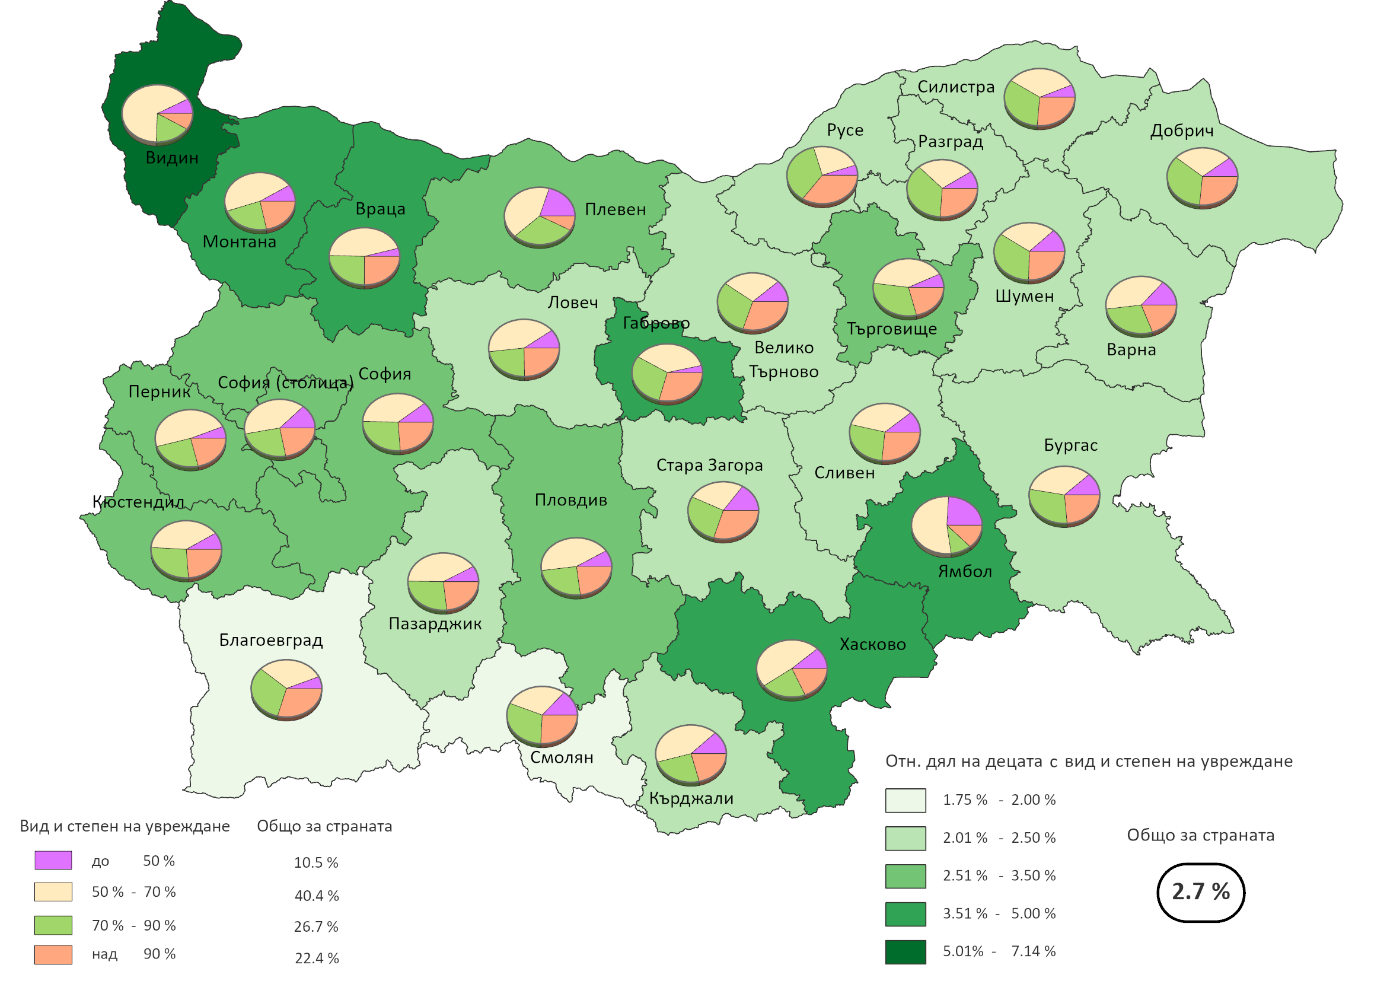 Силистра
Добрич
Русе
Разград
Видин
Враца
Плевен
Монтана
Шумен
Ловеч
Габрово
Търговище
Велико
Търново
Варна
София (столица)
София
Перник
Бургас
Стара Загора
Сливен
Кюстендил
Пловдив
Ямбол
Пазарджик
Благоевград
Хасково
Смолян
Кърджали
Отн. дял на децата с вид и степен на увреждане
1.75 % - 2.00 %
2.01 % - 2.50 %
2.51 % - 3.50 %
3.51 % - 5.00 %
5.01% - 7.14 %
Общо за страната
2.7 %
Вид и степен на увреждане Общо за страната
до 50 % 10.5 %
50 % - 70 % 40.4 %
70 % - 90 % 26.7 %
над 90 % 22.4 %